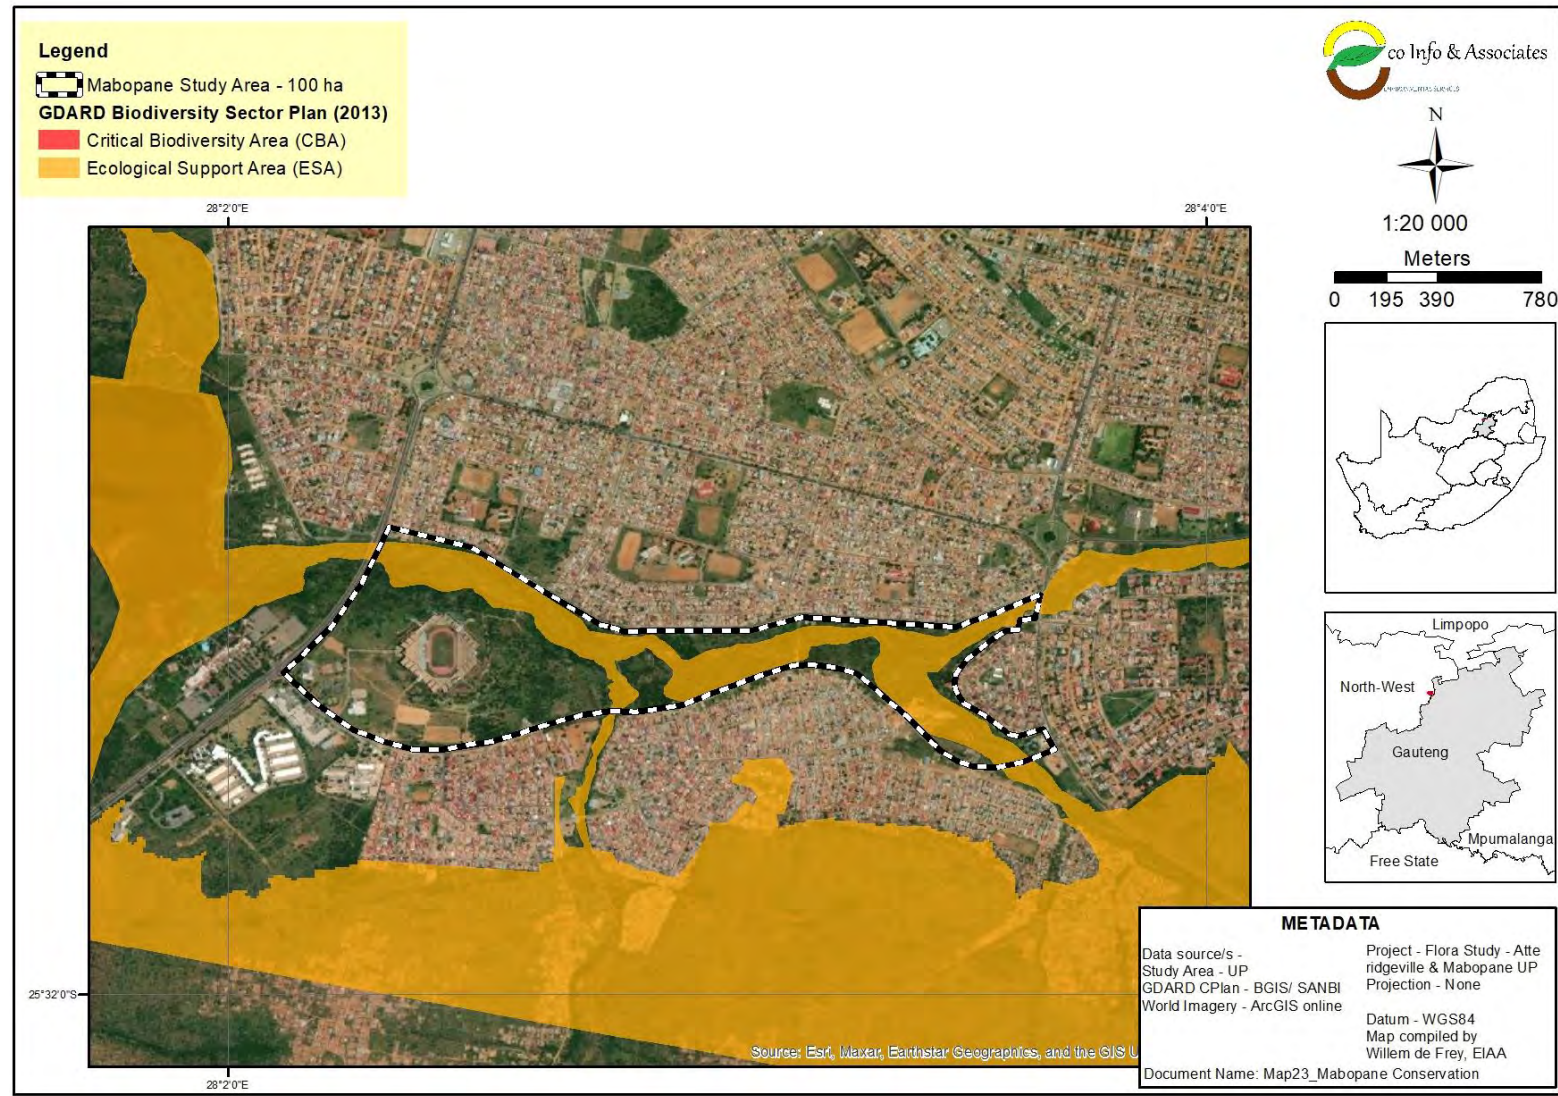 Legend
Mabopane Study Area - 100 ha
GDARD Biodiversity Sector Plan (2013)
Critical Biodiversity Area (CBA)
Ecological Support Area (ESA)
co Info & Associates
N
1:20 000
Meters
0 195 390 780
28°2'0"E 28°4'0"E
25°32'0"S
28°2'0"E
Source: Esri, Maxar, Earthstar Geographics, and the GIS U
Limpopo
North-West
Gauteng
Mpumalanga
Free State
METADATA
Data source/s -
Study Area - UP
GDARD CPlan - BGIS/ SANBI
World Imagery - ArcGIS online
Project - Flora Study - Atte
ridgeville & Mabopane UP
Projection - None
Datum - WGS84
Map compiled by
Willem de Frey, EIAA
Document Name: Map23_Mabopane Conservation